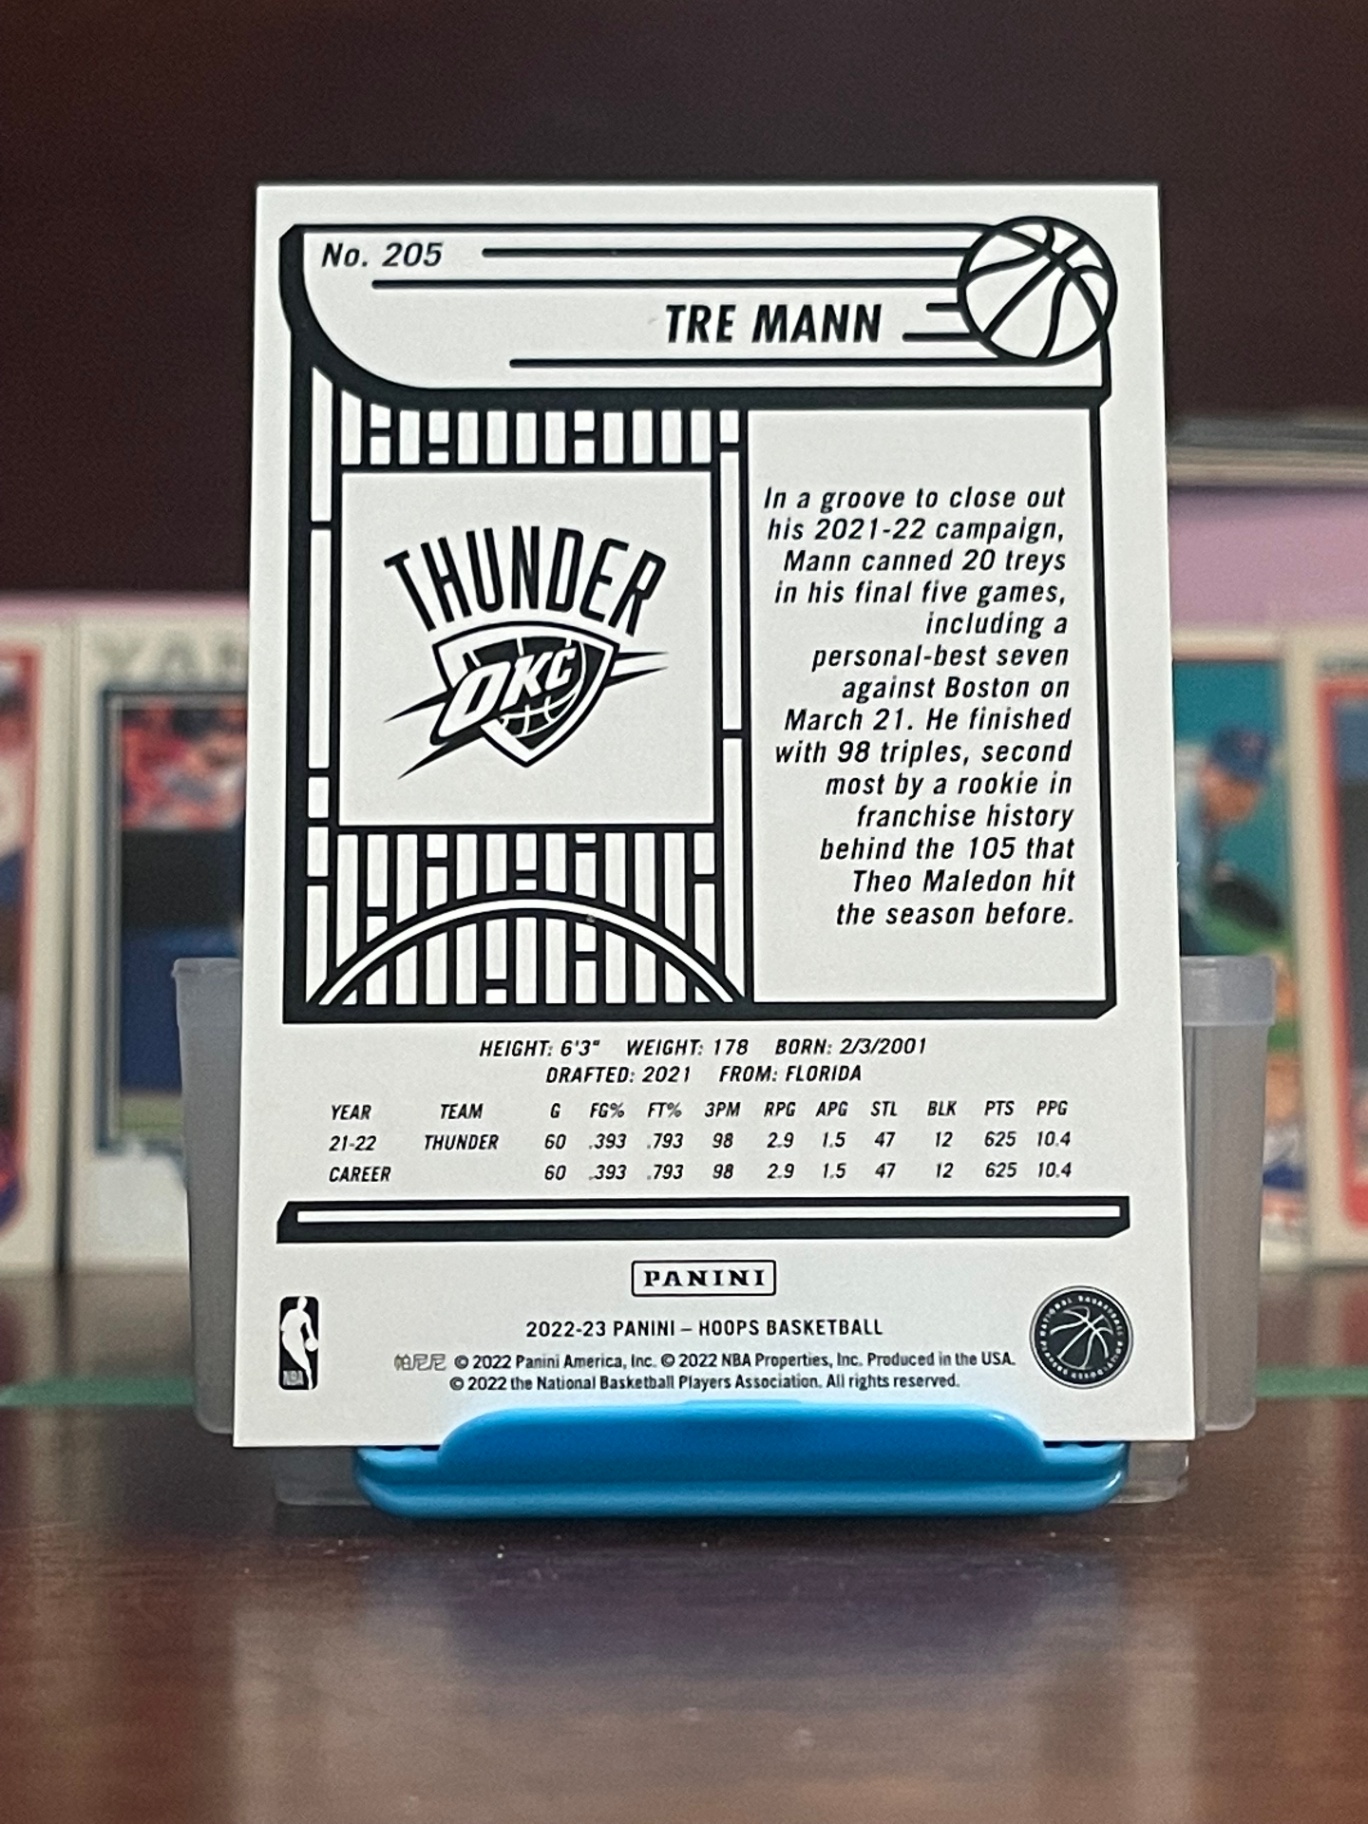 No. 205
TRE MANN
THUNDER
OKC
In a groove to close out
his 2021-22 campaign,
Mann canned 20 treys
in his final five games,
including a
personal-best seven
against Boston on
March 21. He finished
with 98 triples, second
most by a rookie in
franchise history
behind the 105 that
Theo Maledon hit
the season before.
HEIGHT: 6'3" WEIGHT: 178 BORN: 2/3/2001
DRAFTED: 2021 FROM: FLORIDA
YEAR TEAM G FG% FT% 3PM RPG APG STL BLK PTS PPG
21-22 THUNDER 60 .393 .793 98 2.9 1.5 47 12 625 10.4
CAREER 60 .393 .793 98 2.9 1.5 47 12 625 10.4
PANINI
2022-23 PANINI – HOOPS BASKETBALL
帕尼尼 © 2022 Panini America, Inc. © 2022 NBA Properties, Inc. Produced in the USA.
© 2022 the National Basketball Players Association. All rights reserved.
NBA